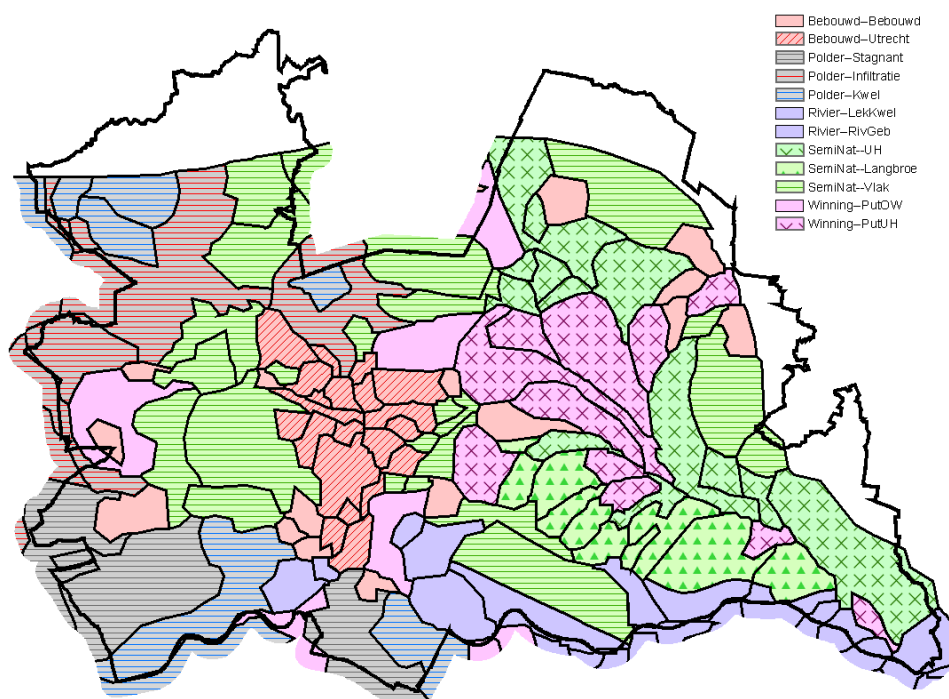 Bebouwd–Bebouwd
Bebouwd–Utrecht
Polder–Stagnant
Polder–Infiltratie
Polder–Kwel
Rivier–LekKwel
Rivier–RivGeb
SemiNat--UH
SemiNat–Langbroe
SemiNat--Vlak
Winning–PutOW
Winning–PutUH